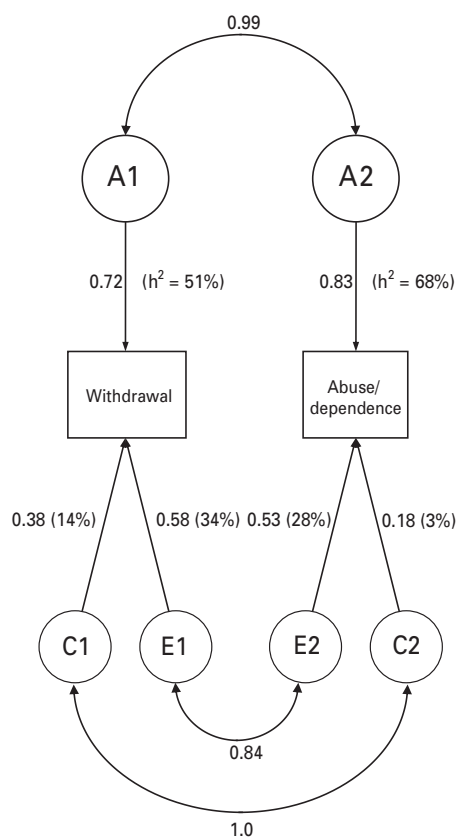 0.99
A1
A2
0.72 (h² = 51%)
0.83 (h² = 68%)
Withdrawal
Abuse/
dependence
0.38 (14%)
0.58 (34%)
0.53 (28%)
0.18 (3%)
C1
E1
E2
C2
0.84
1.0